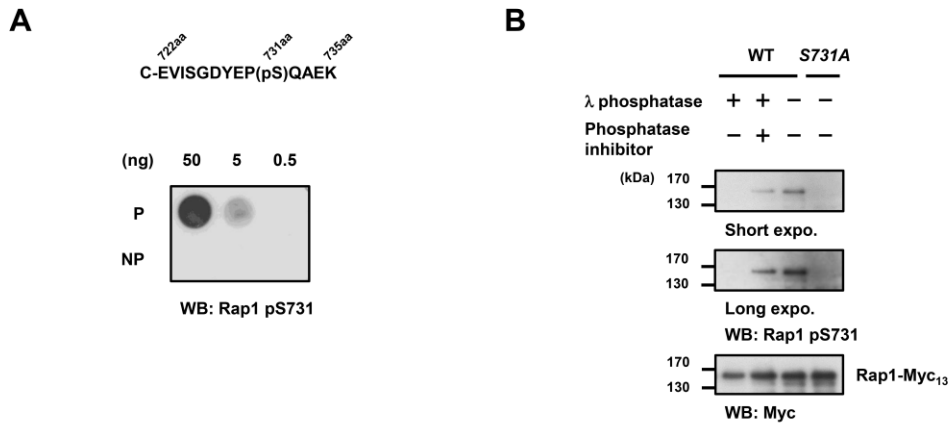 A
722aa 731aa 735aa
C-EVISGDYEP(pS)QAEK
(ng) 50 5 0.5
P
NP
WB: Rap1 pS731
B
WT S731A
λ phosphatase + + − −
Phosphatase inhibitor − + − −
(kDa) 170
130
Short expo.
170
130
Long expo.
WB: Rap1 pS731
170
130
Rap1-Myc₁₃
WB: Myc